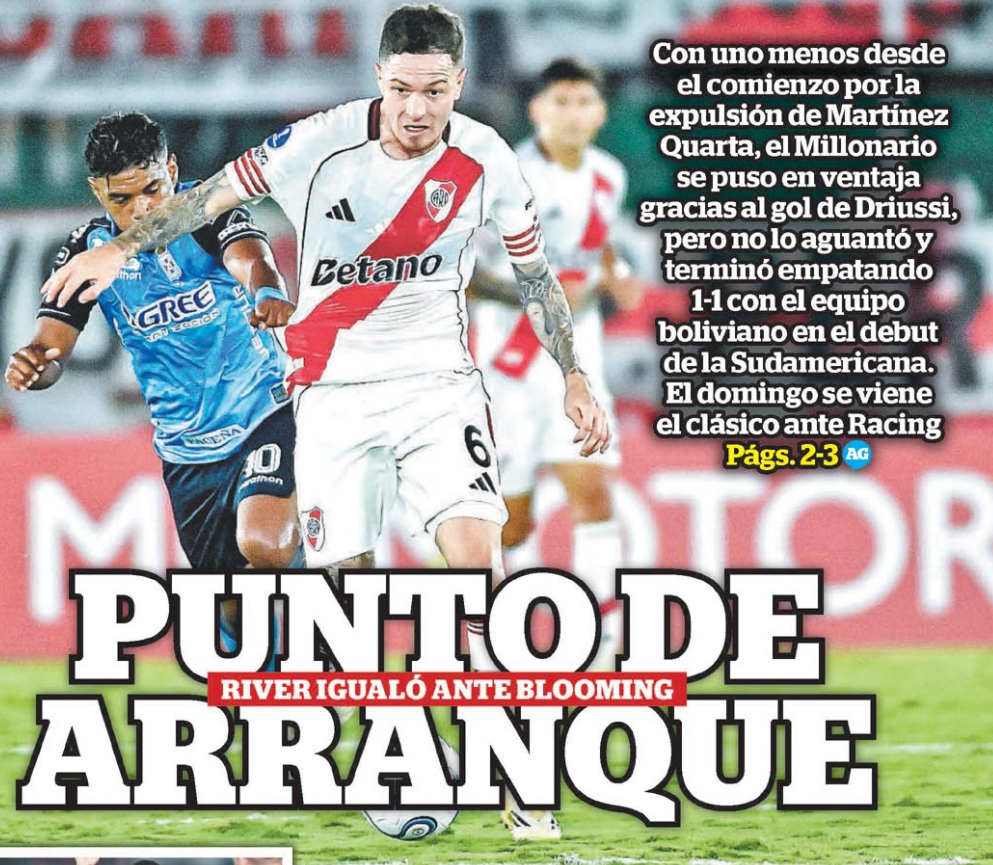 Con uno menos desde
el comienzo por la
expulsión de Martínez
Quarta, el Millonario
se puso en ventaja
gracias al gol de Driussi,
pero no lo aguantó y
terminó empatando
1-1 con el equipo
boliviano en el debut
de la Sudamericana.
El domingo se viene
el clásico ante Racing
Págs. 2-3 AG
Betano
6
10
marathon
MOTOR
PUNTO DE
RIVER IGUALÓ ANTE BLOOMING
ARRANQUE